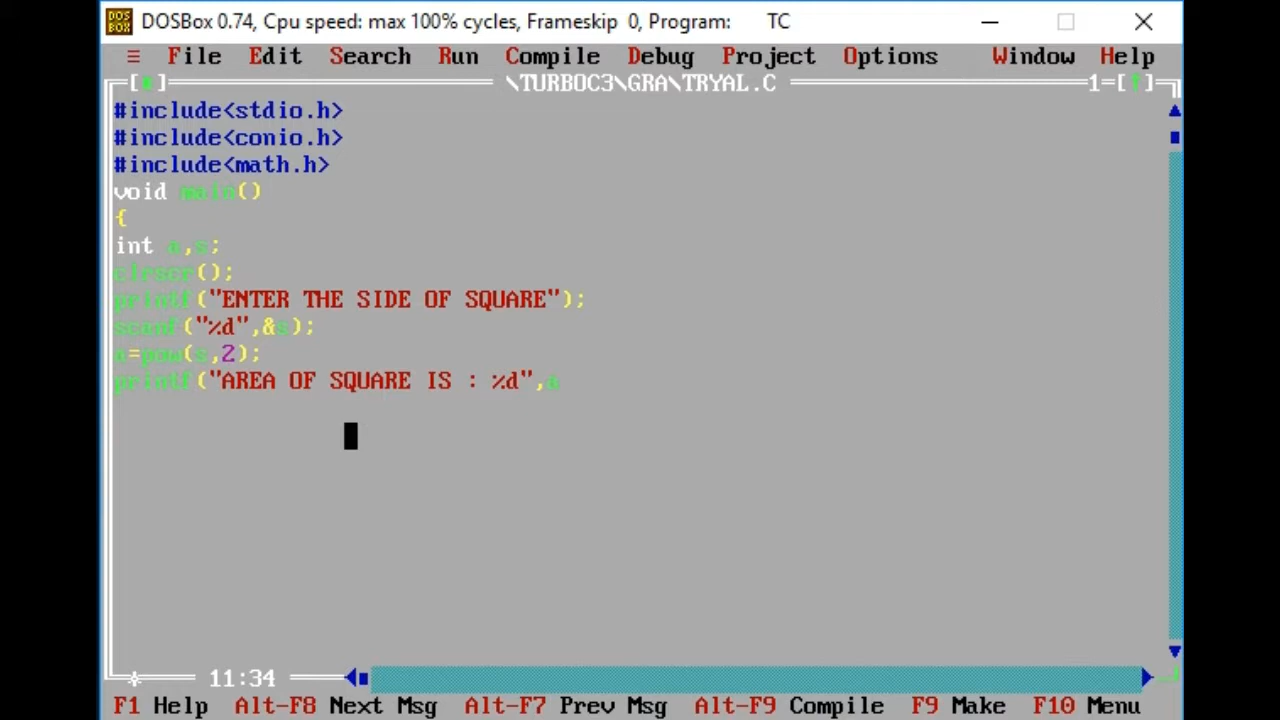 DOSBox 0.74, Cpu speed: max 100% cycles, Frameskip 0, Program: TC
≡ File Edit Search Run Compile Debug Project Options Window Help
\TURBOC3\GRA\TRYAL.C 1
#include<stdio.h>
#include<conio.h>
#include<math.h>
void main()
{
int a,s;
clrscr();
printf("ENTER THE SIDE OF SQUARE");
scanf("%d",&s);
a=pow(s,2);
printf("AREA OF SQUARE IS : %d",a
11:34
F1 Help Alt-F8 Next Msg Alt-F7 Prev Msg Alt-F9 Compile F9 Make F10 Menu